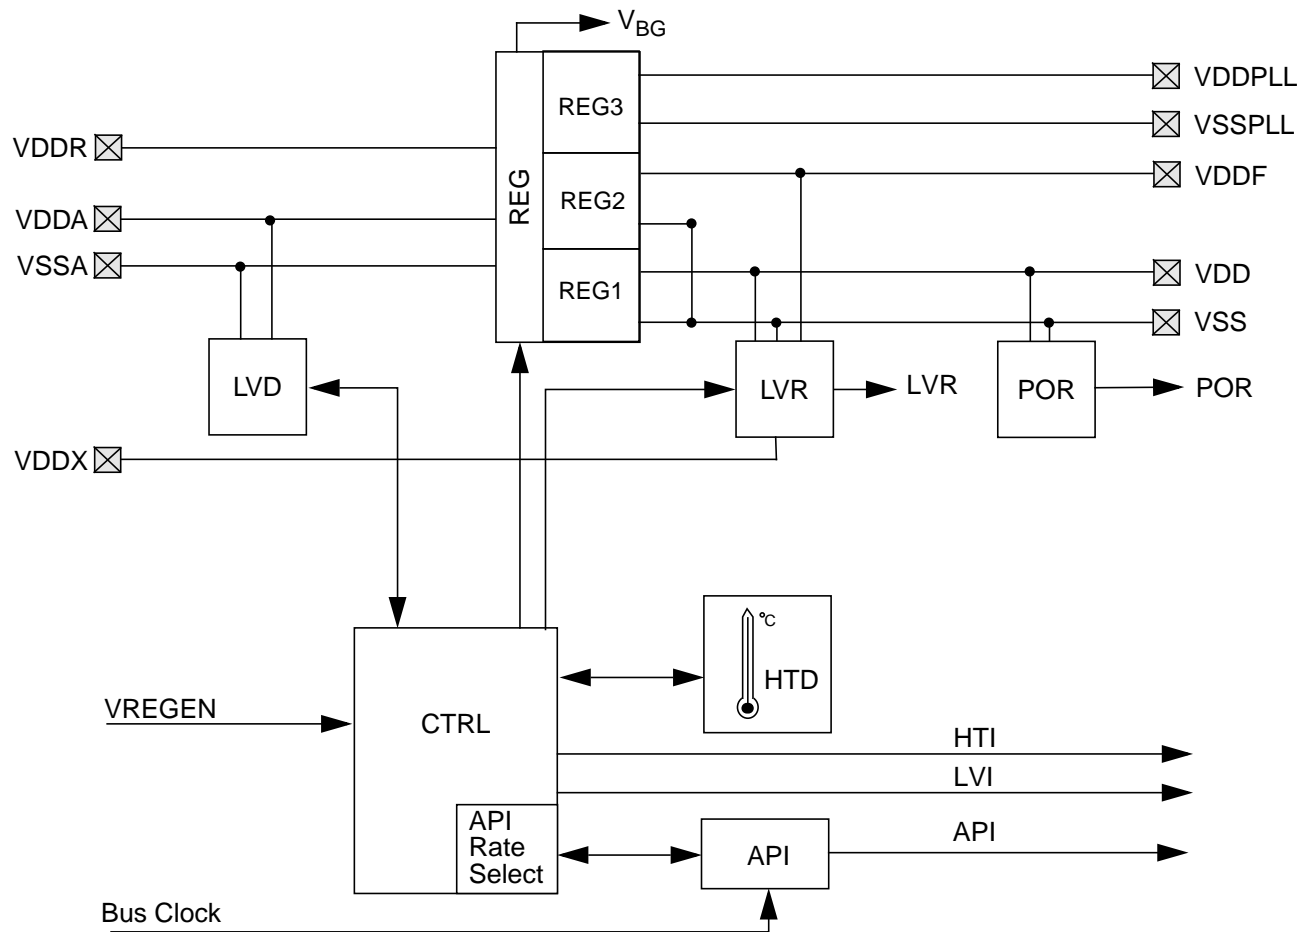 VBG
VDDPLL
REG3
VSSPLL
VDDR
REG
VDDF
REG2
VDDA
VSSA
VDD
REG1
VSS
LVD
LVR
LVR
POR
POR
VDDX
°C
HTD
VREGEN
CTRL
HTI
LVI
API
Rate
Select
API
API
Bus Clock